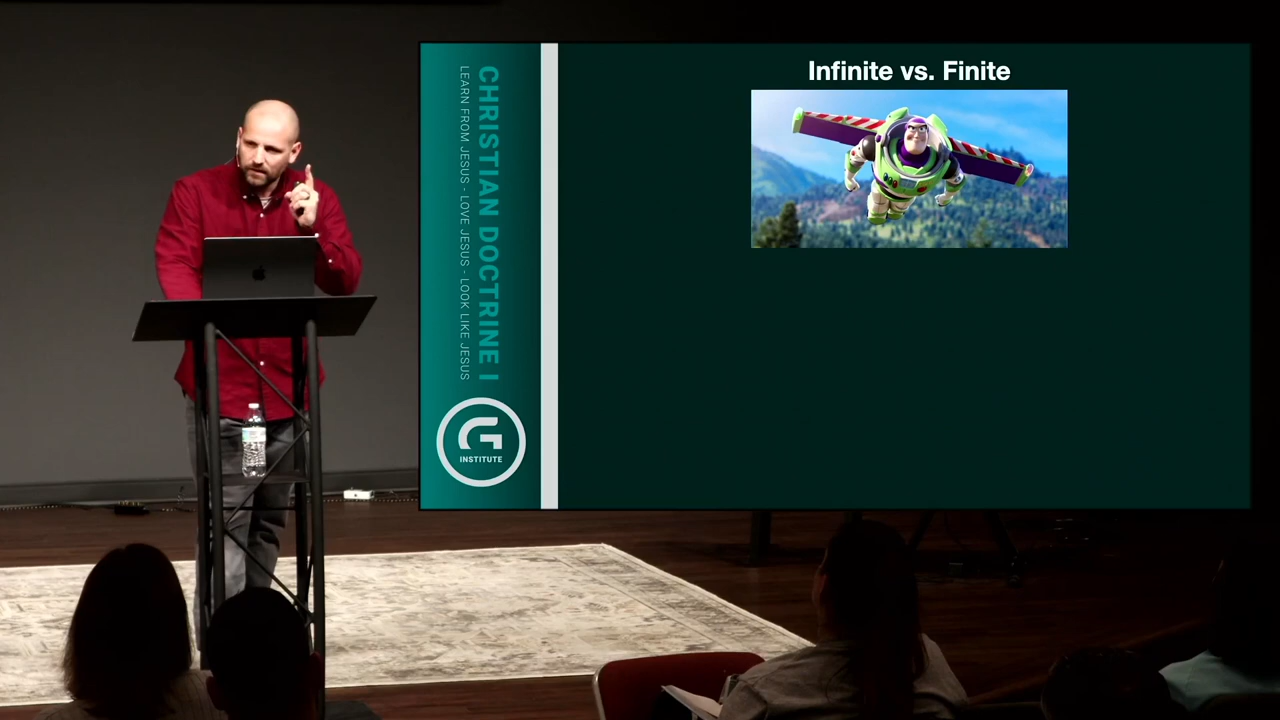 Infinite vs. Finite
CHRISTIAN DOCTRINE I
LEARN FROM JESUS - LOVE JESUS - LOOK LIKE JESUS
G
INSTITUTE